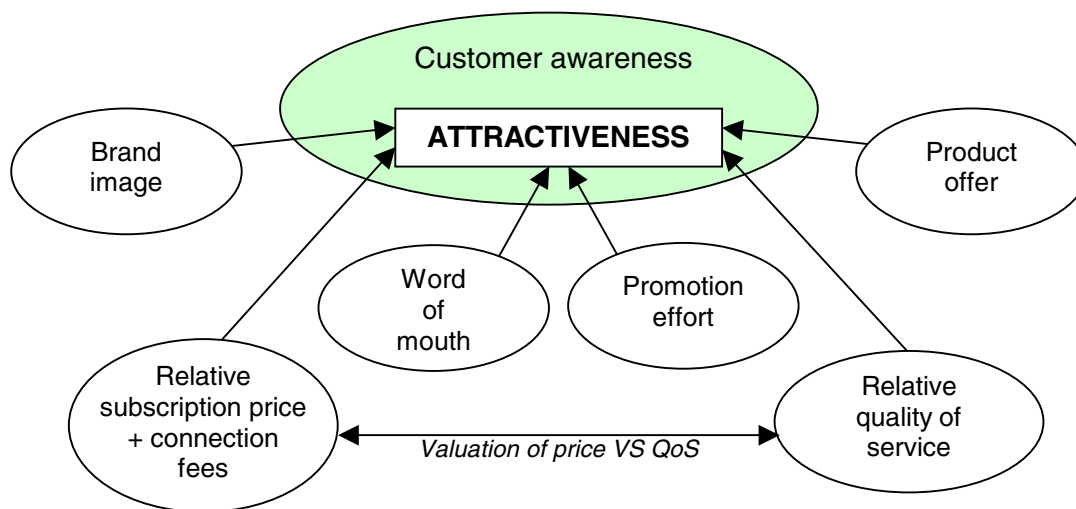 Customer awareness
ATTRACTIVENESS
Brand
image
Product
offer
Word
of
mouth
Promotion
effort
Relative
subscription price
+ connection
fees
Valuation of price VS QoS
Relative
quality of
service